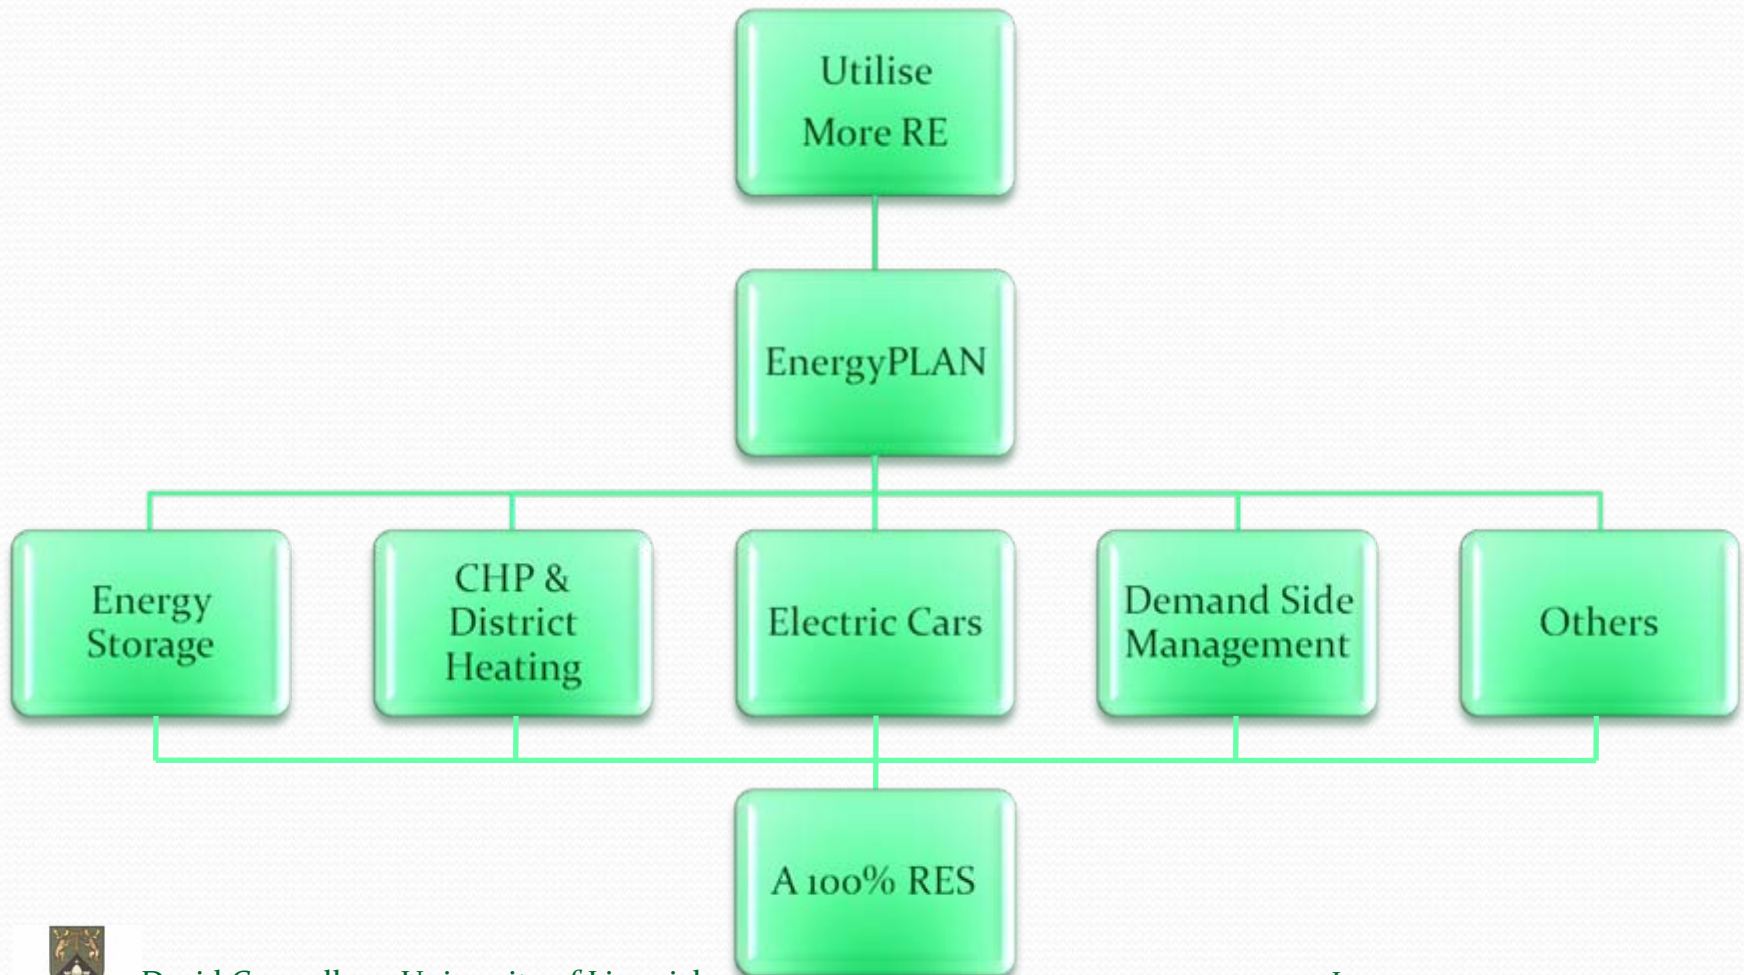 Utilise
More RE
EnergyPLAN
Energy
Storage
CHP &
District
Heating
Electric Cars
Demand Side
Management
Others
A 100% RES